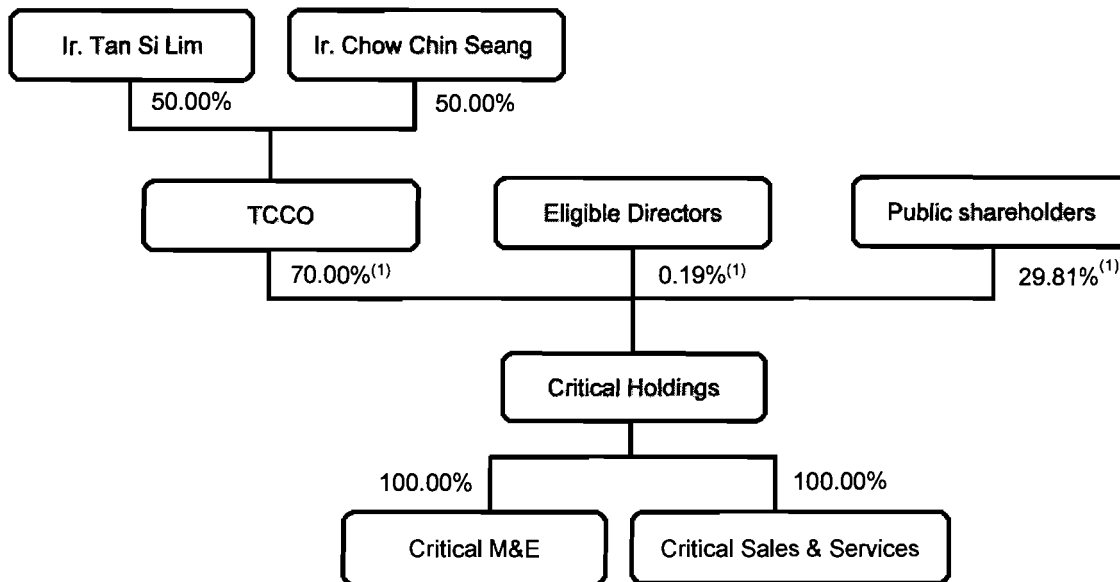 Ir. Tan Si Lim
Ir. Chow Chin Seang
50.00%
50.00%
TCCO
Eligible Directors
Public shareholders
70.00%(1)
0.19%(1)
29.81%(1)
Critical Holdings
100.00%
100.00%
Critical M&E
Critical Sales & Services